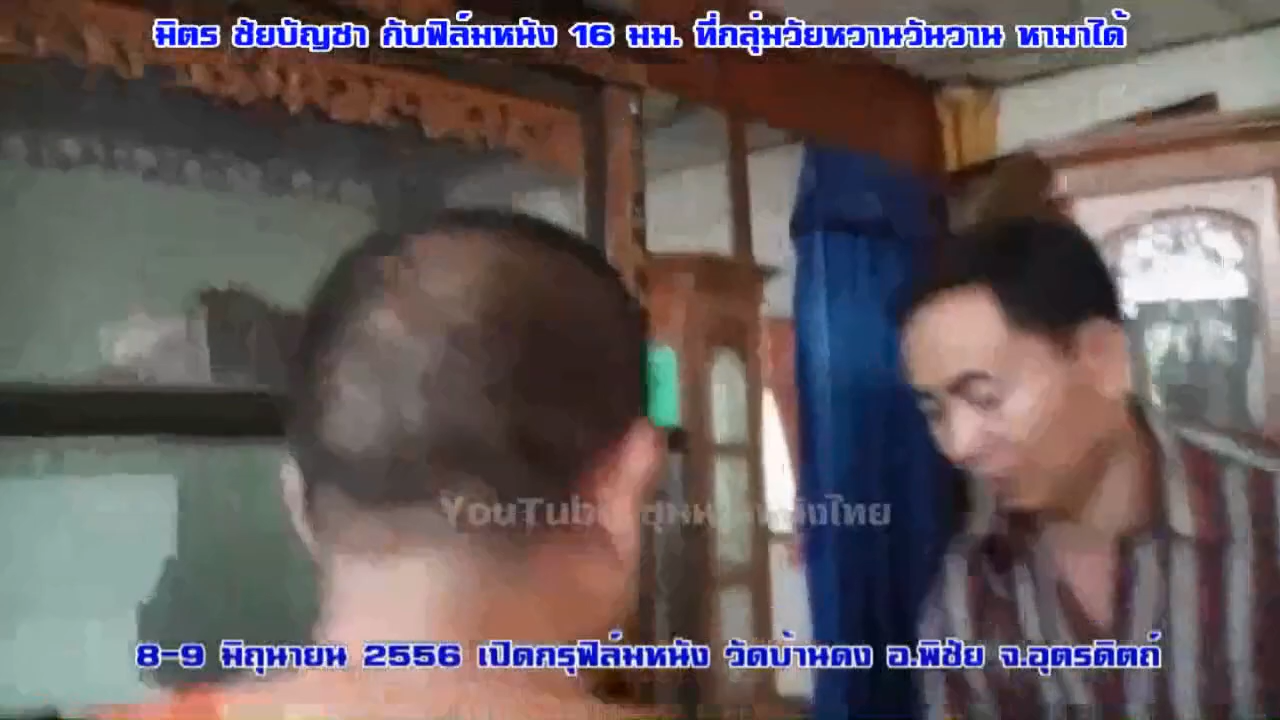 มิตร ชัยบัญชา กับฟิล์มหนัง 16 มม. ที่กลุ่มวัยหวานวันวาน หามาได้
YouTube
8-9 มิถุนายน 2556 เปิดกรุฟิล์มหนัง วัดบ้านดง อ.พิชัย จ.อุตรดิตถ์